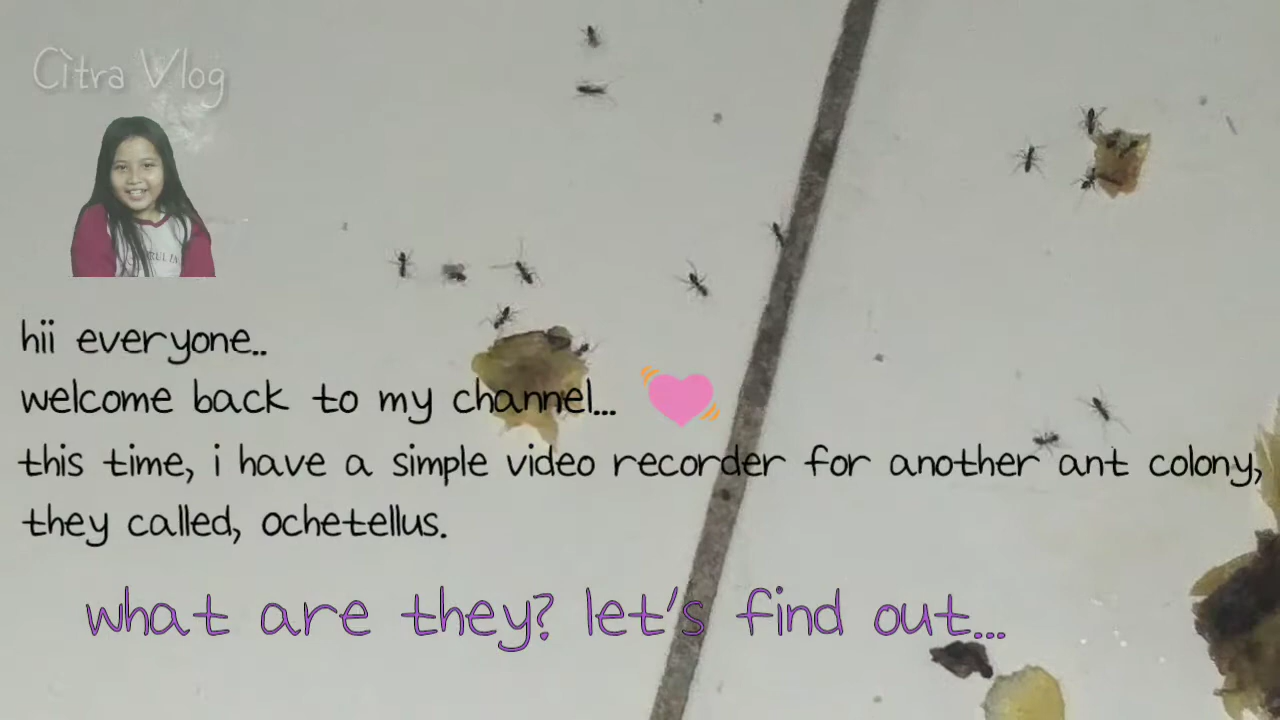 Citra Vlog
hii everyone..
welcome back to my channel...
this time, i have a simple video recorder for another ant colony,
they called, ochetellus.
what are they? let's find out...